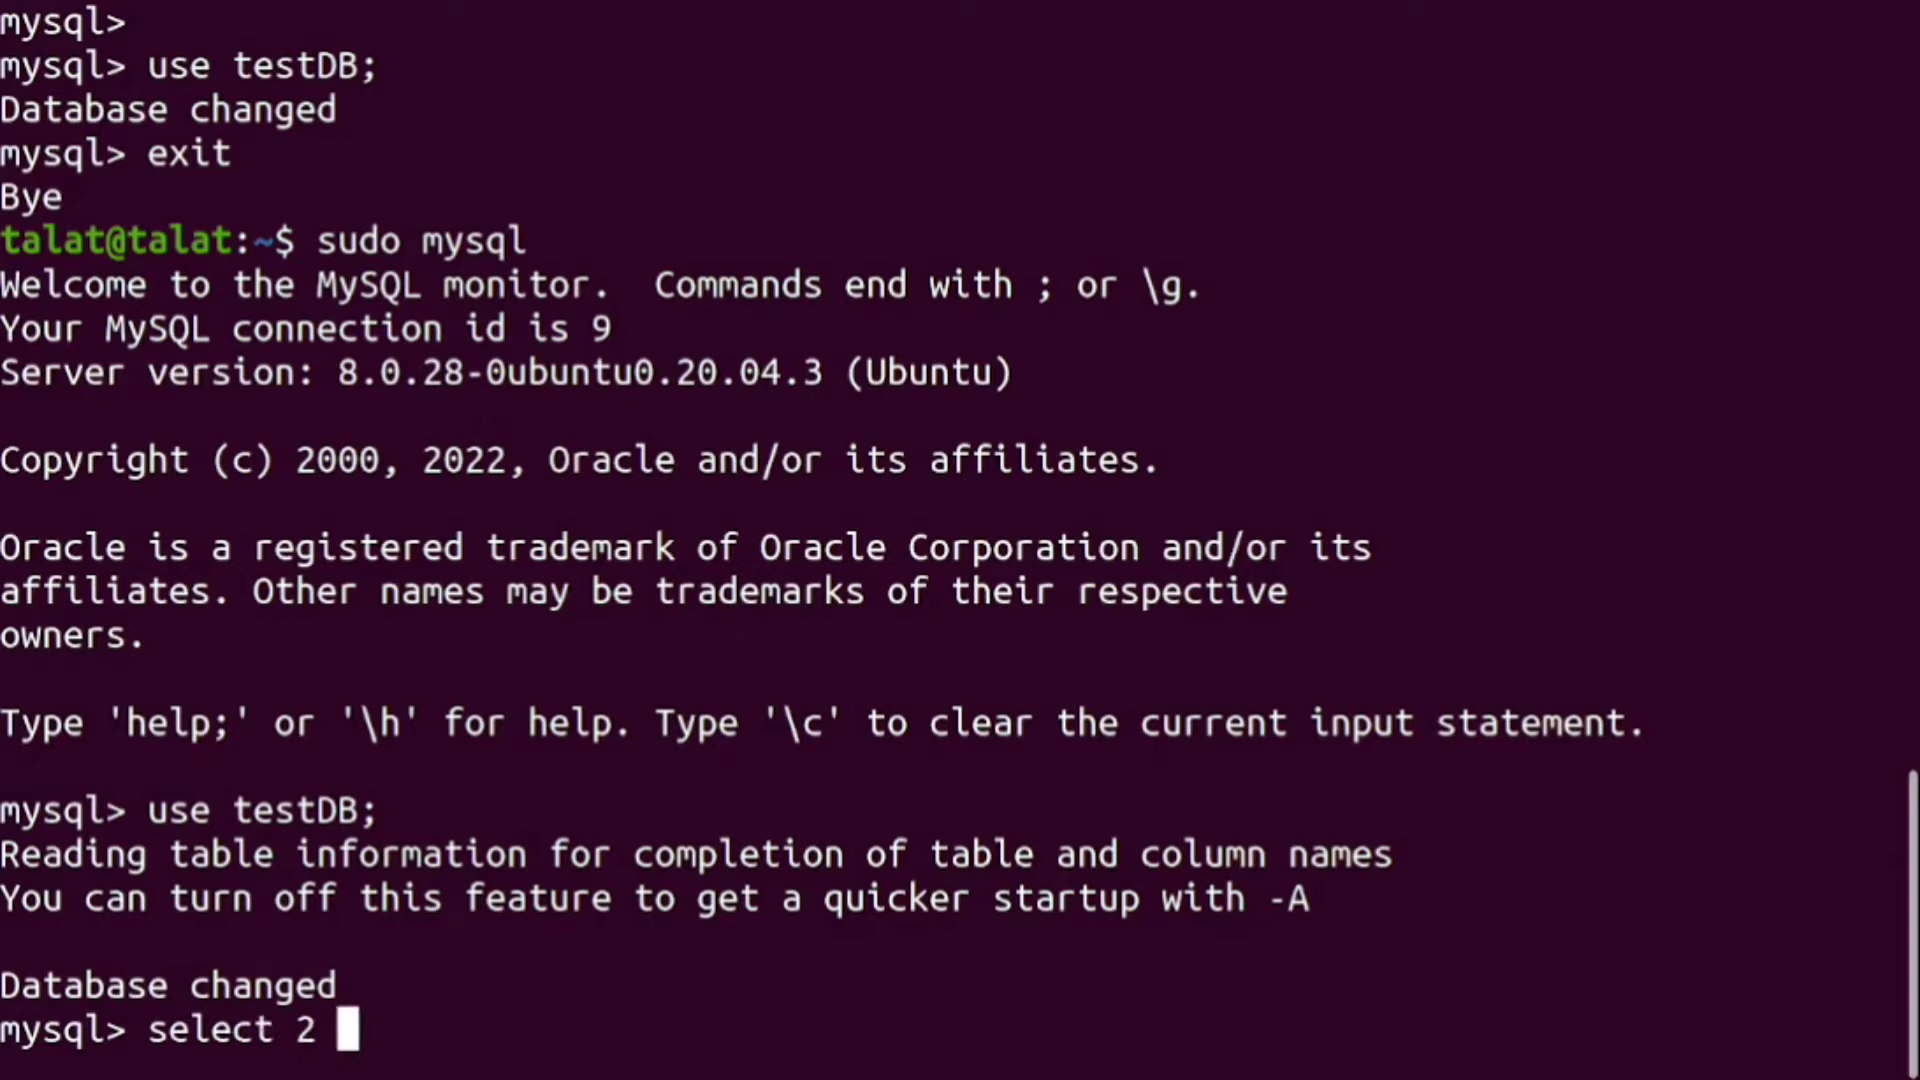 mysql>
mysql> use testDB;
Database changed
mysql> exit
Bye
talat@talat:~$ sudo mysql
Welcome to the MySQL monitor.  Commands end with ; or \g.
Your MySQL connection id is 9
Server version: 8.0.28-0ubuntu0.20.04.3 (Ubuntu)

Copyright (c) 2000, 2022, Oracle and/or its affiliates.

Oracle is a registered trademark of Oracle Corporation and/or its
affiliates. Other names may be trademarks of their respective
owners.

Type 'help;' or '\h' for help. Type '\c' to clear the current input statement.

mysql> use testDB;
Reading table information for completion of table and column names
You can turn off this feature to get a quicker startup with -A

Database changed
mysql> select 2